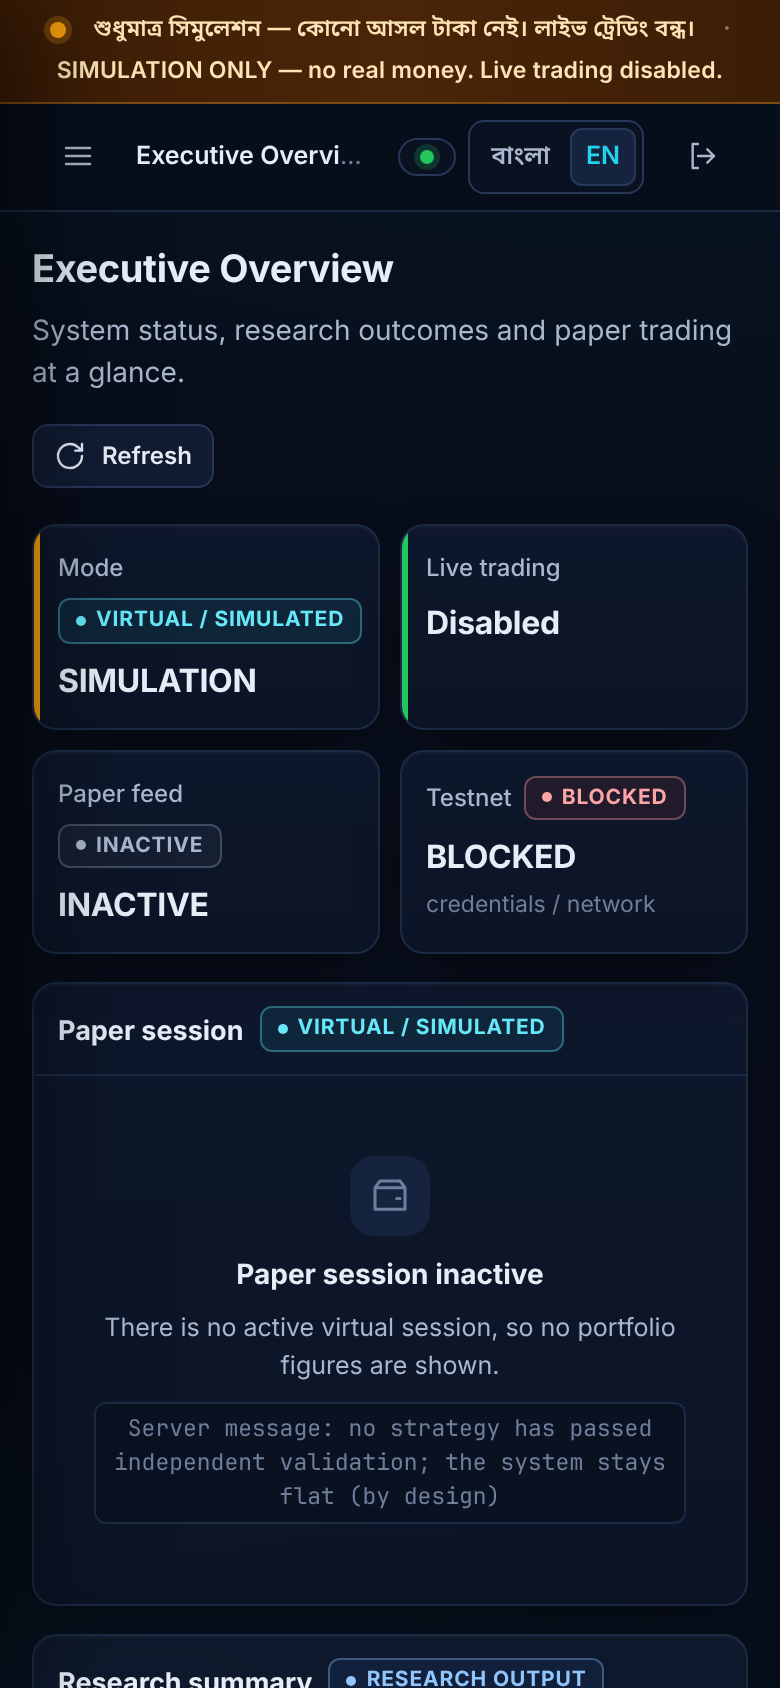 শুধুমাত্র সিমুলেশন — কোনো আসল টাকা নেই। লাইভ ট্রেডিং বন্ধ। ·
SIMULATION ONLY — no real money. Live trading disabled.
Executive Overvi...
বাংলা
EN
Executive Overview
System status, research outcomes and paper trading
at a glance.
Refresh
Mode
VIRTUAL / SIMULATED
SIMULATION
Live trading
Disabled
Paper feed
INACTIVE
INACTIVE
Testnet
BLOCKED
BLOCKED
credentials / network
Paper session
VIRTUAL / SIMULATED
Paper session inactive
There is no active virtual session, so no portfolio
figures are shown.
Server message: no strategy has passed
independent validation; the system stays
flat (by design)
Research summary
RESEARCH OUTPUT